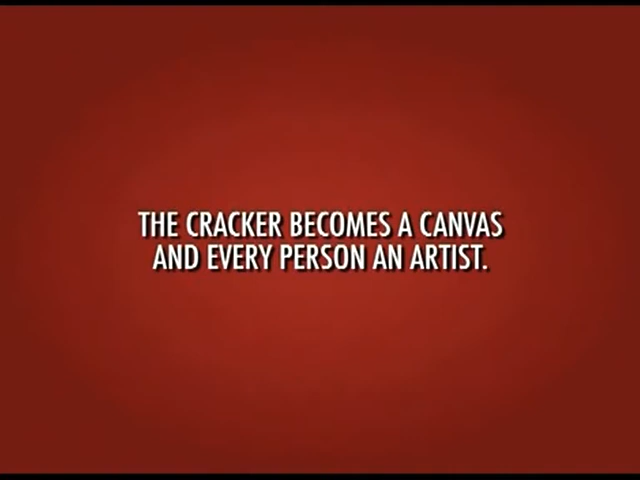 THE CRACKER BECOMES A CANVAS
AND EVERY PERSON AN ARTIST.